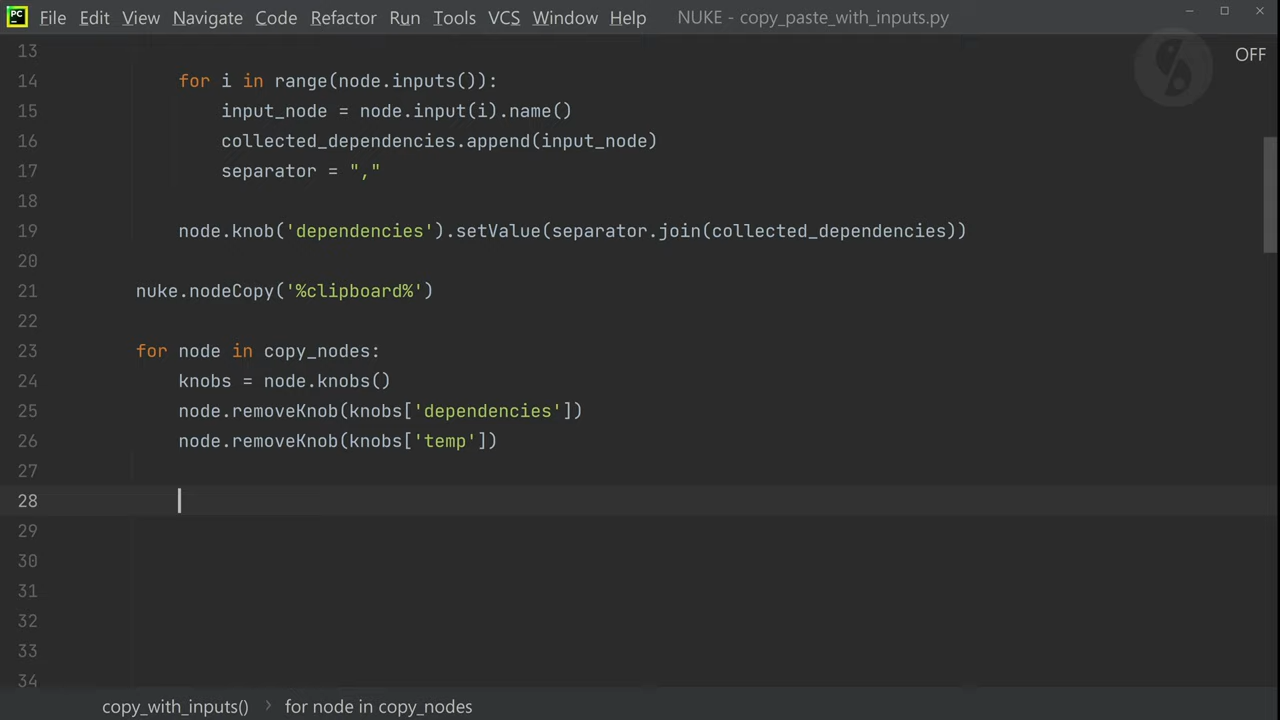 PC File Edit View Navigate Code Refactor Run Tools VCS Window Help NUKE - copy_paste_with_inputs.py
OFF
13
14 for i in range(node.inputs()):
15 input_node = node.input(i).name()
16 collected_dependencies.append(input_node)
17 separator = ","
18
19 node.knob('dependencies').setValue(separator.join(collected_dependencies))
20
21 nuke.nodeCopy('%clipboard%')
22
23 for node in copy_nodes:
24 knobs = node.knobs()
25 node.removeKnob(knobs['dependencies'])
26 node.removeKnob(knobs['temp'])
27
28
29
30
31
32
33
34
copy_with_inputs() > for node in copy_nodes